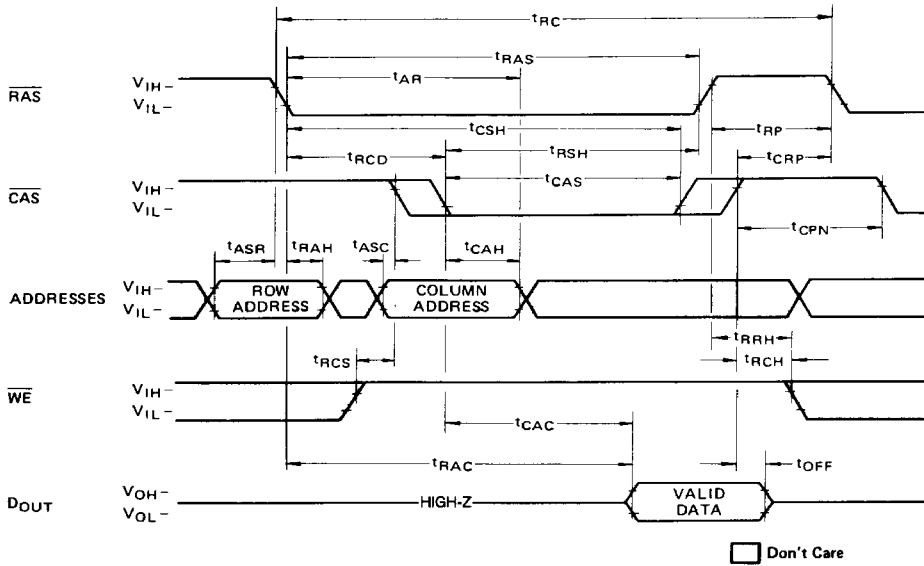 tRC
tRAS
tAR
RAS
VIH–
VIL–
tCSH
tRP
tRCD
tRSH
tCRP
tCAS
CAS
VIH–
VIL–
tCPN
tASR
tRAH
tASC
tCAH
ADDRESSES
VIH–
VIL–
ROW ADDRESS
COLUMN ADDRESS
tRRH
tRCS
tRCH
WE
VIH–
VIL–
tCAC
tRAC
tOFF
DOUT
VOH–
VOL–
HIGH-Z
VALID DATA
Don't Care